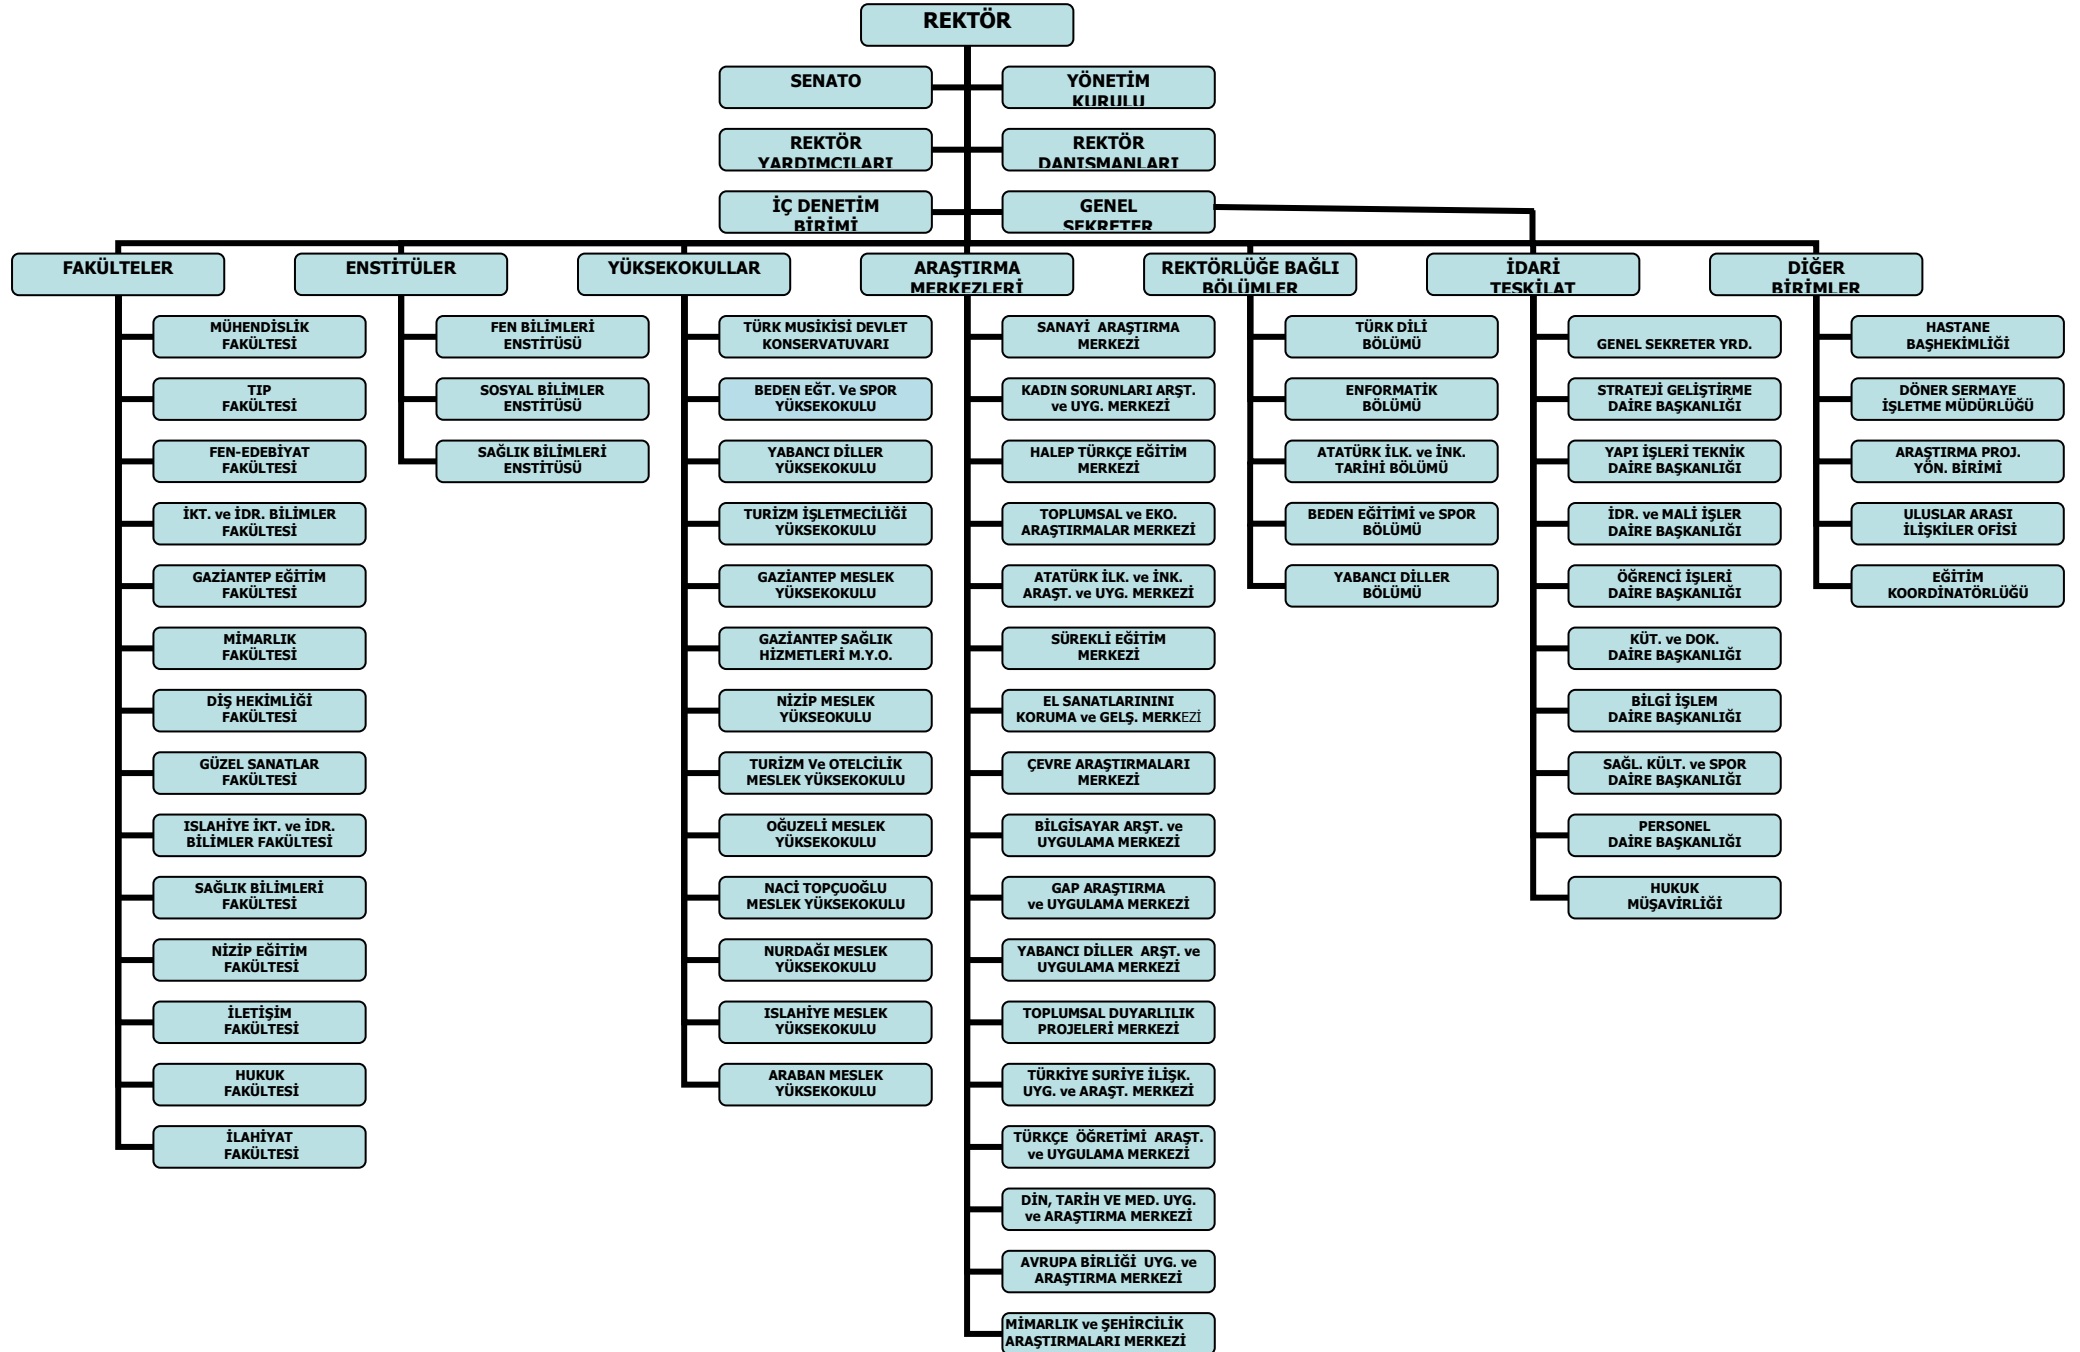 REKTÖR
SENATO
YÖNETİM
KURULU
REKTÖR
YARDIMCILARI
REKTÖR
DANIŞMANLARI
İÇ DENETİM
BİRİMİ
GENEL
SEKRETER
FAKÜLTELER
MÜHENDİSLİK
FAKÜLTESİ
TIP
FAKÜLTESİ
FEN-EDEBİYAT
FAKÜLTESİ
İKT. ve İDR. BİLİMLER
FAKÜLTESİ
GAZİANTEP EĞİTİM
FAKÜLTESİ
MİMARLIK
FAKÜLTESİ
DİŞ HEKİMLİĞİ
FAKÜLTESİ
GÜZEL SANATLAR
FAKÜLTESİ
ISLAHİYE İKT. ve İDR.
BİLİMLER FAKÜLTESİ
SAĞLIK BİLİMLERİ
FAKÜLTESİ
NİZİP EĞİTİM
FAKÜLTESİ
İLETİŞİM
FAKÜLTESİ
HUKUK
FAKÜLTESİ
İLAHİYAT
FAKÜLTESİ
ENSTİTÜLER
FEN BİLİMLERİ
ENSTİTÜSÜ
SOSYAL BİLİMLER
ENSTİTÜSÜ
SAĞLIK BİLİMLERİ
ENSTİTÜSÜ
YÜKSEKOKULLAR
TÜRK MUSİKİSİ DEVLET
KONSERVATUVARI
BEDEN EĞT. Ve SPOR
YÜKSEKOKULU
YABANCI DİLLER
YÜKSEKOKULU
TURİZM İŞLETMECİLİĞİ
YÜKSEKOKULU
GAZİANTEP MESLEK
YÜKSEKOKULU
GAZİANTEP SAĞLIK
HİZMETLERİ M.Y.O.
NİZİP MESLEK
YÜKSEOKULU
TURİZM Ve OTELCİLİK
MESLEK YÜKSEKOKULU
OĞUZELİ MESLEK
YÜKSEKOKULU
NACİ TOPÇUOĞLU
MESLEK YÜKSEKOKULU
NURDAĞI MESLEK
YÜKSEKOKULU
ISLAHİYE MESLEK
YÜKSEKOKULU
ARABAN MESLEK
YÜKSEKOKULU
ARAŞTIRMA
MERKEZLERİ
SANAYİ ARAŞTIRMA
MERKEZİ
KADIN SORUNLARI ARŞT.
ve UYG. MERKEZİ
HALEP TÜRKÇE EĞİTİM
MERKEZİ
TOPLUMSAL ve EKO.
ARAŞTIRMALAR MERKEZİ
ATATÜRK İLK. ve İNK.
ARAŞT. ve UYG. MERKEZİ
SÜREKLİ EĞİTİM
MERKEZİ
EL SANATLARININI
KORUMA ve GELŞ. MERKEZİ
ÇEVRE ARAŞTIRMALARI
MERKEZİ
BİLGİSAYAR ARŞT. ve
UYGULAMA MERKEZİ
GAP ARAŞTIRMA
ve UYGULAMA MERKEZİ
YABANCI DİLLER ARŞT. ve
UYGULAMA MERKEZİ
TOPLUMSAL DUYARLILIK
PROJELERİ MERKEZİ
TÜRKİYE SURİYE İLİŞK.
UYG. ve ARAŞT. MERKEZİ
TÜRKÇE ÖĞRETİMİ ARAŞT.
ve UYGULAMA MERKEZİ
DİN, TARİH VE MED. UYG.
ve ARAŞTIRMA MERKEZİ
AVRUPA BİRLİĞİ UYG. ve
ARAŞTIRMA MERKEZİ
MİMARLIK ve ŞEHİRCİLİK
ARAŞTIRMALARI MERKEZİ
REKTÖRLÜĞE BAĞLI
BÖLÜMLER
TÜRK DİLİ
BÖLÜMÜ
ENFORMATİK
BÖLÜMÜ
ATATÜRK İLK. ve İNK.
TARİHİ BÖLÜMÜ
BEDEN EĞİTİMİ ve SPOR
BÖLÜMÜ
YABANCI DİLLER
BÖLÜMÜ
İDARİ
TEŞKİLAT
GENEL SEKRETER YRD.
STRATEJİ GELİŞTİRME
DAİRE BAŞKANLIĞI
YAPI İŞLERİ TEKNİK
DAİRE BAŞKANLIĞI
İDR. ve MALİ İŞLER
DAİRE BAŞKANLIĞI
ÖĞRENCİ İŞLERİ
DAİRE BAŞKANLIĞI
KÜT. ve DOK.
DAİRE BAŞKANLIĞI
BİLGİ İŞLEM
DAİRE BAŞKANLIĞI
SAĞL. KÜLT. ve SPOR
DAİRE BAŞKANLIĞI
PERSONEL
DAİRE BAŞKANLIĞI
HUKUK
MÜŞAVİRLİĞİ
DİĞER
BİRİMLER
HASTANE
BAŞHEKİMLİĞİ
DÖNER SERMAYE
İŞLETME MÜDÜRLÜĞÜ
ARAŞTIRMA PROJ.
YÖN. BİRİMİ
ULUSLAR ARASI
İLİŞKİLER OFİSİ
EĞİTİM
KOORDİNATÖRLÜĞÜ